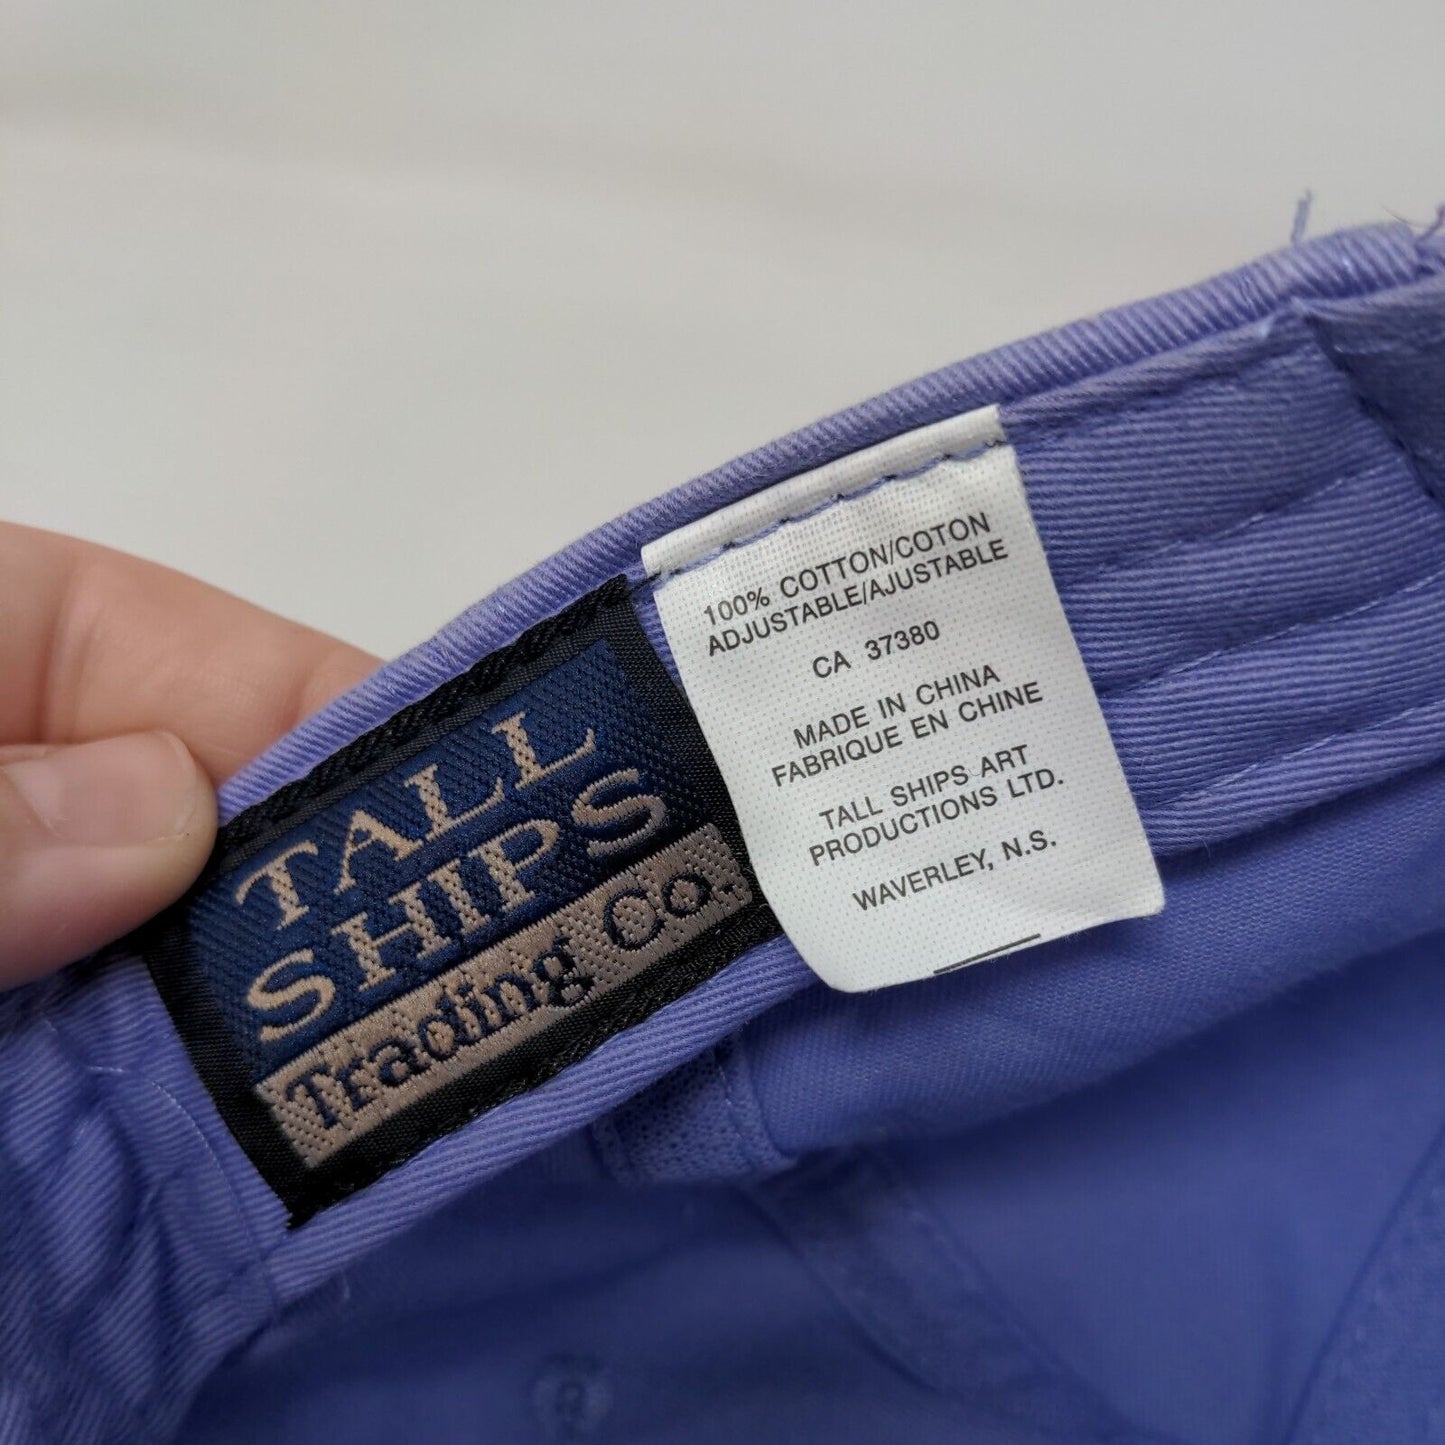 TALL
SHIPS
Trading Co.
100% COTTON/COTON
ADJUSTABLE/AJUSTABLE
CA 37380
MADE IN CHINA
FABRIQUE EN CHINE
TALL SHIPS ART
PRODUCTIONS LTD.
WAVERLEY, N.S.